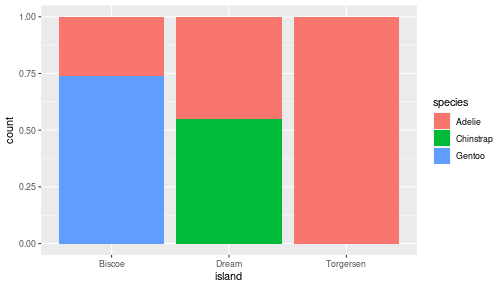 1.00
0.75
0.50
0.25
0.00
count
Biscoe Dream Torgersen
island
species
Adelie
Chinstrap
Gentoo